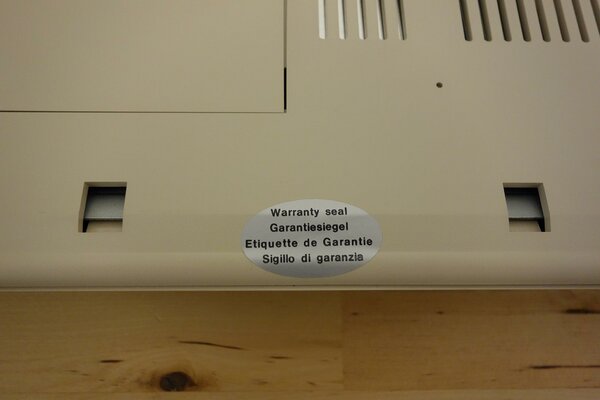 Warranty seal
Garantiesiegel
Etiquette de Garantie
Sigillo di garanzia